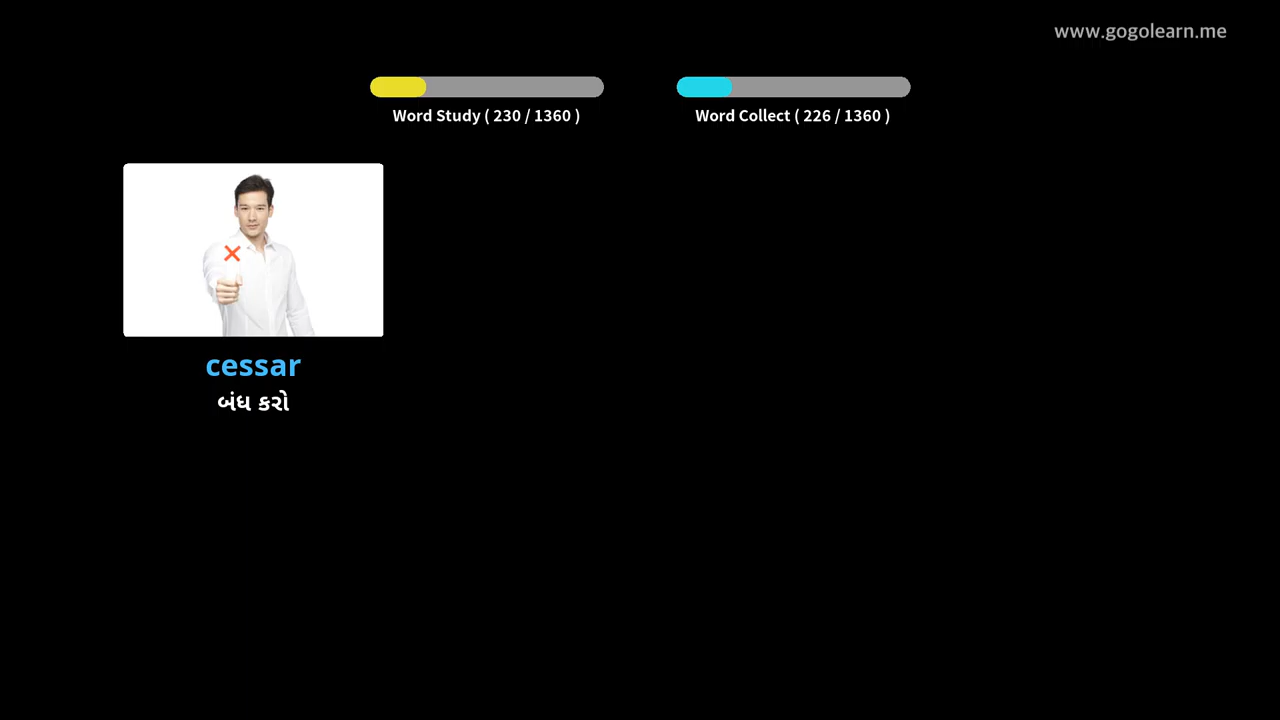 www.gogolearn.me
Word Study ( 230 / 1360 )
Word Collect ( 226 / 1360 )
cessar
બંધ કરો